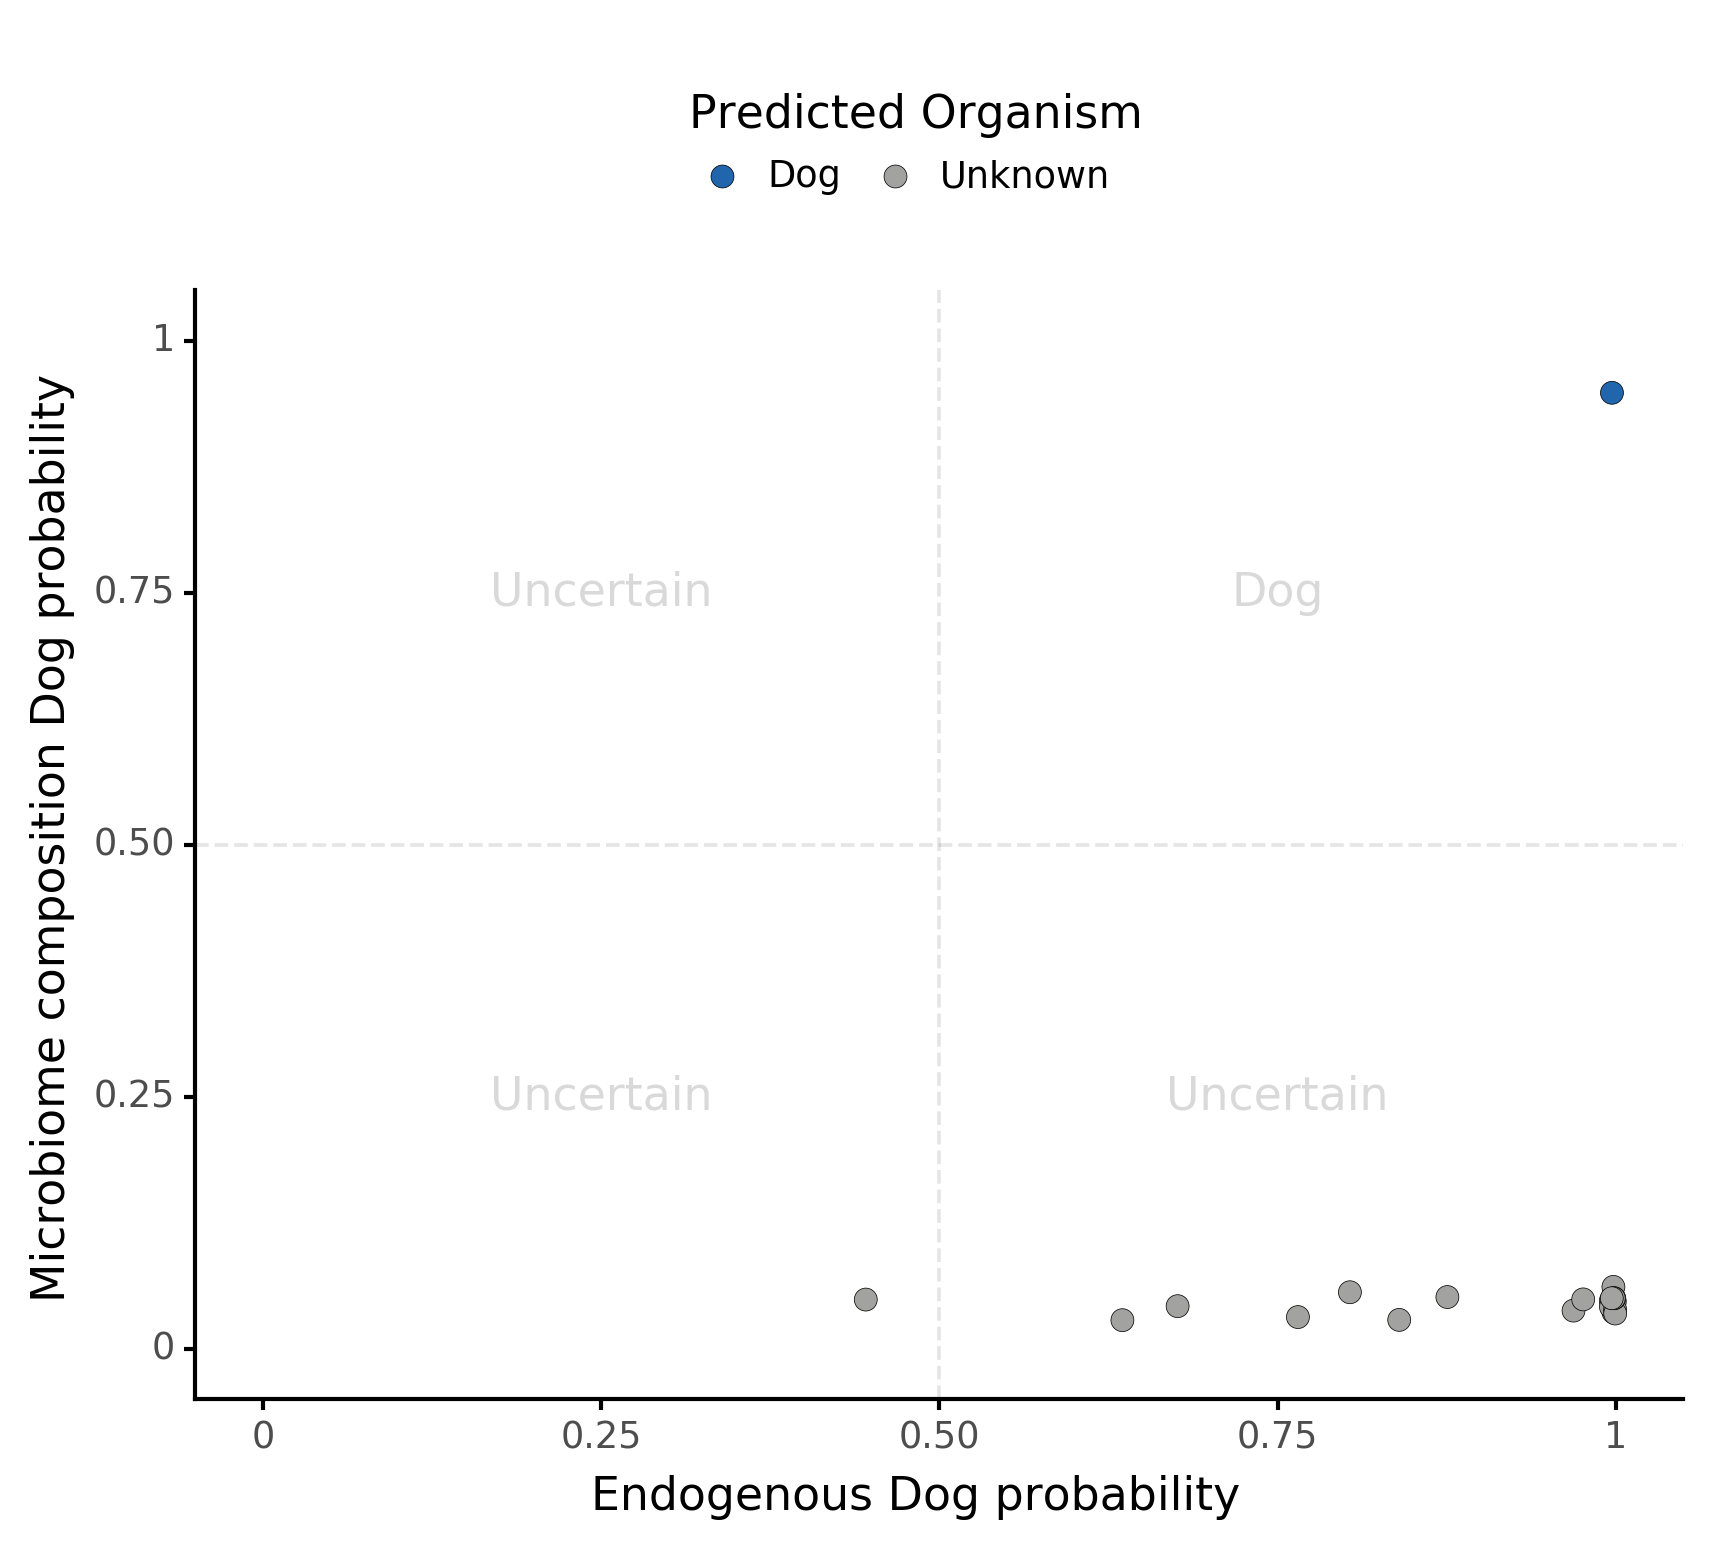 Predicted Organism
Dog Unknown
Microbiome composition Dog probability
1
0.75
0.50
0.25
0
Uncertain Dog
Uncertain Uncertain
0 0.25 0.50 0.75 1
Endogenous Dog probability